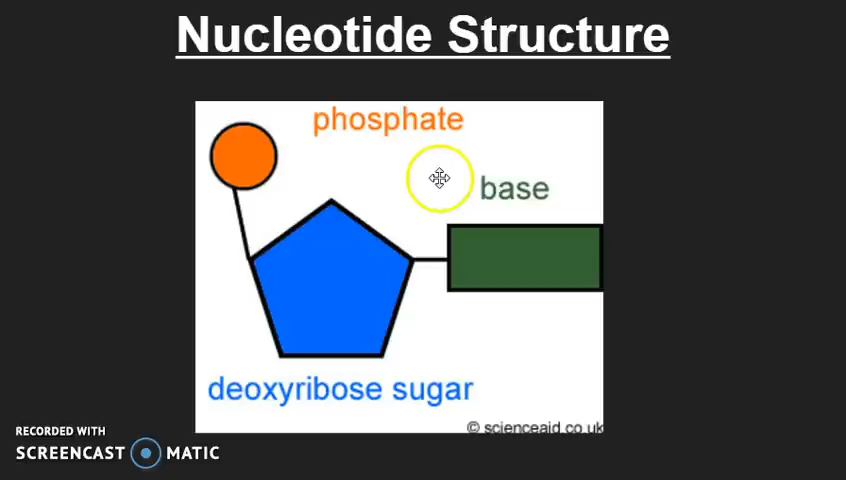 Nucleotide Structure
phosphate
base
deoxyribose sugar
© scienceaid.co.uk
RECORDED WITH
SCREENCAST MATIC